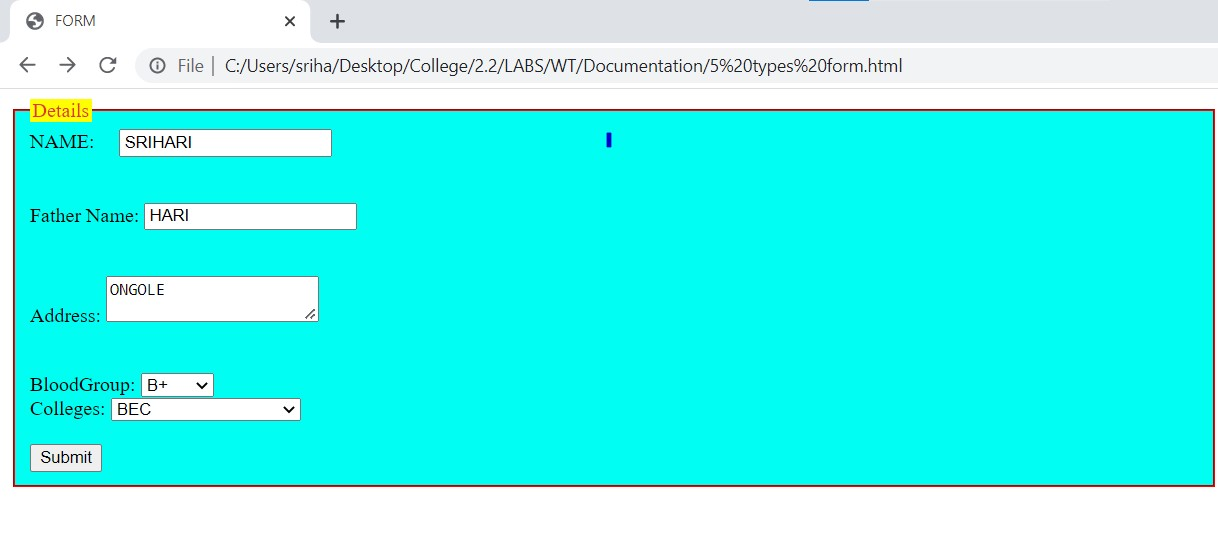 FORM
File | C:/Users/sriha/Desktop/College/2.2/LABS/WT/Documentation/5%20types%20form.html
Details
NAME: SRIHARI
Father Name: HARI
Address: ONGOLE
BloodGroup: B+
Colleges: BEC
Submit